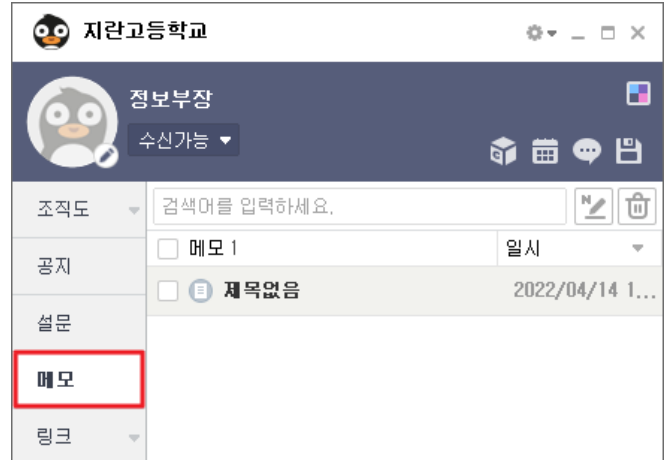 지란고등학교
정보부장
수신가능
조직도
검색어를 입력하세요.
메모 1
일시
제목없음
2022/04/14 1...
공지
설문
메모
링크